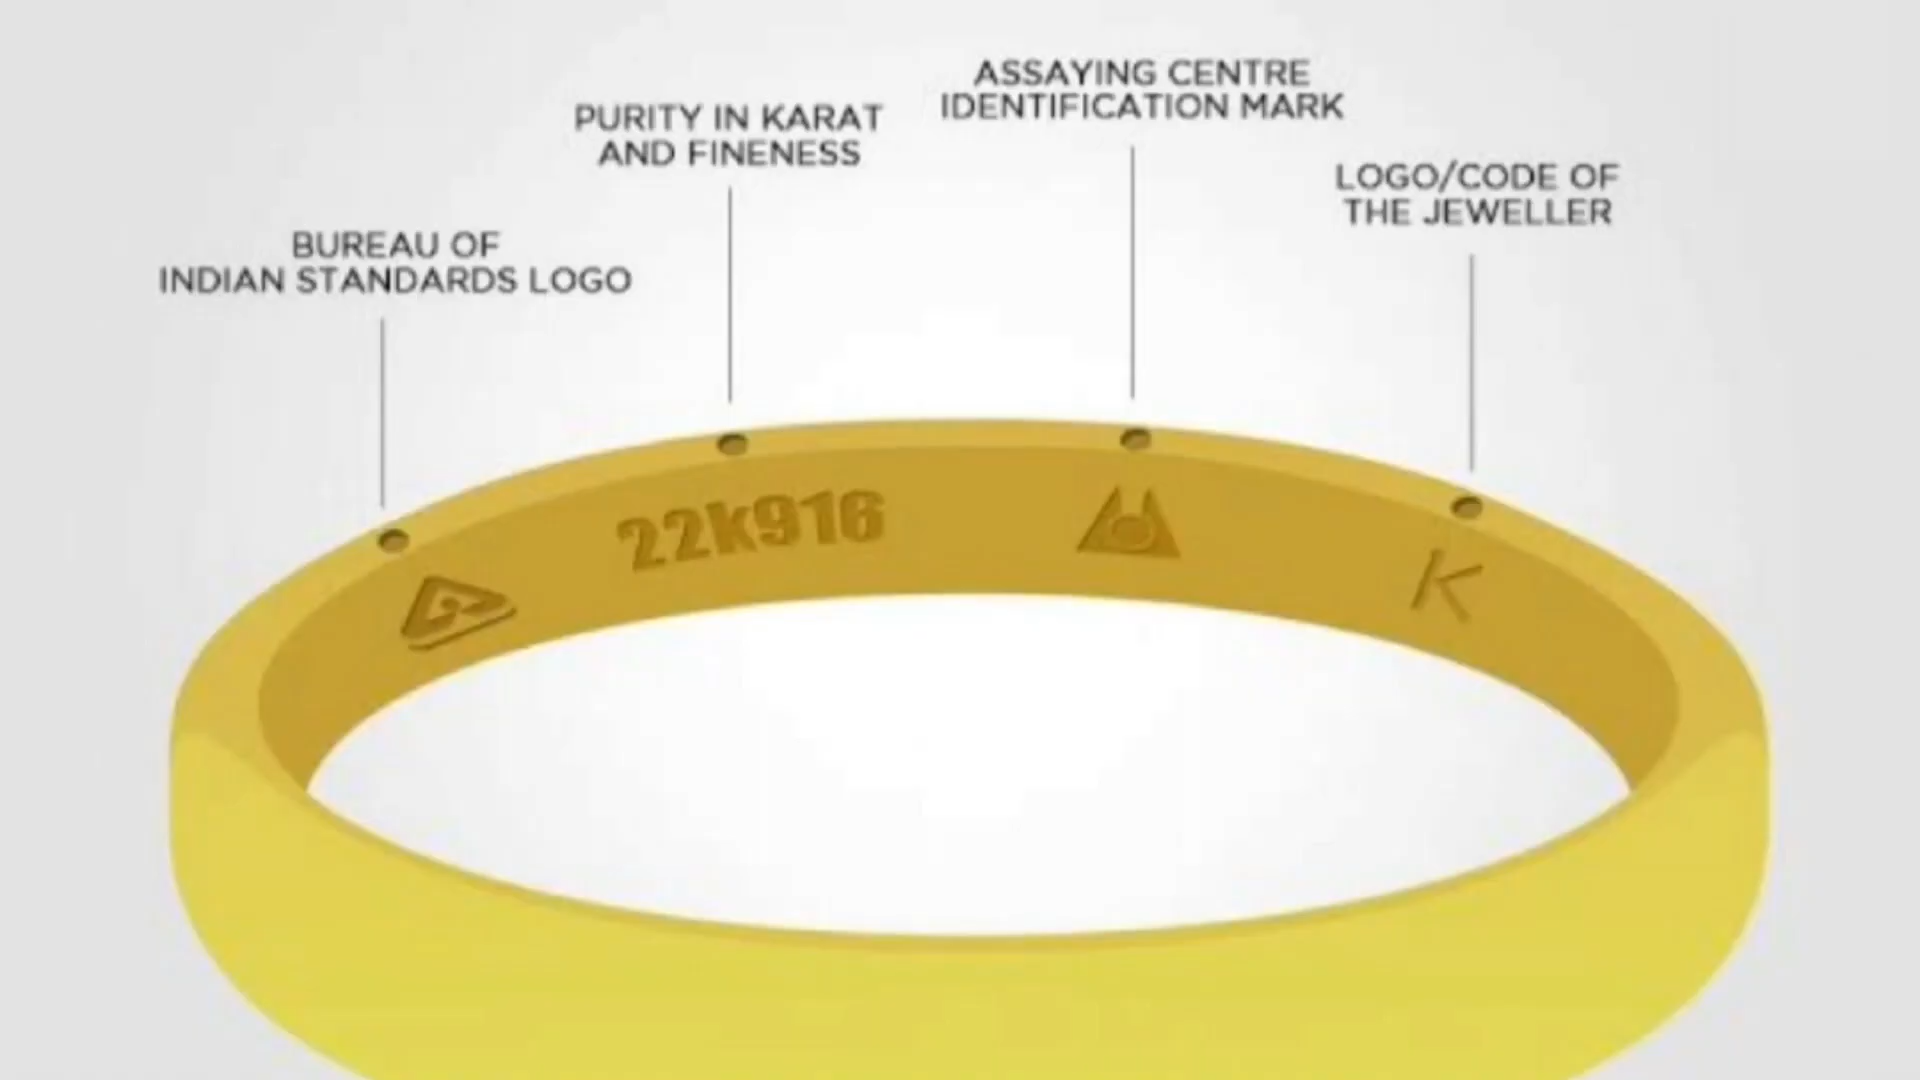 BUREAU OF
INDIAN STANDARDS LOGO
PURITY IN KARAT
AND FINENESS
ASSAYING CENTRE
IDENTIFICATION MARK
LOGO/CODE OF
THE JEWELLER
22k916
K